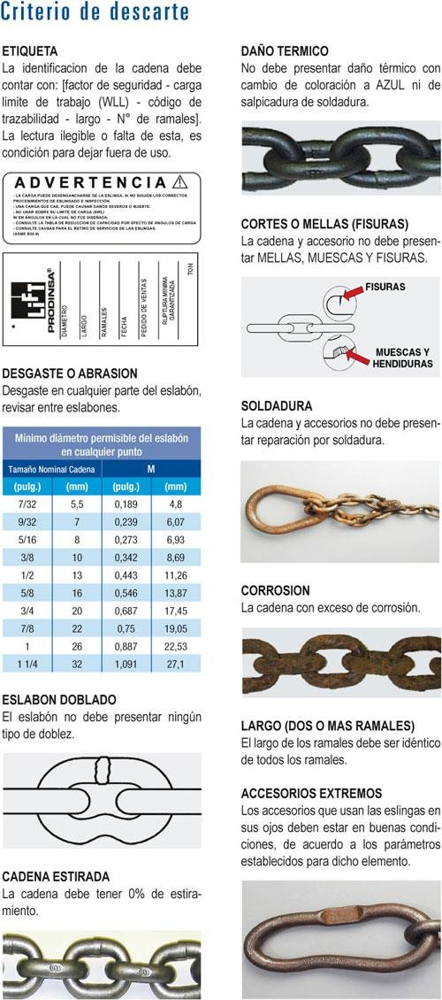 Criterio de descarte
ETIQUETA
La identificacion de la cadena debe
contar con: [factor de seguridad - carga
limite de trabajo (WLL) - código de
trazabilidad - largo - N° de ramales].
La lectura ilegible o falta de esta, es
condición para dejar fuera de uso.
ADVERTENCIA
- LA CARGA PUEDE DESENGANCHARSE DE LA ESLINGA, SI NO SIGUEN LOS CORRECTOS
PROCESIMIENTOS DE ESLINGADO E INSPECCIÓN.
- UNA CARGA QUE CAE, PUEDE CAUSAR DAÑOS SEVEROS O MUERTE.
- NO USAR SOBRE SU LIMITE DE CARGA (SWL)
NI EN ÁNGULOS EN LA CUAL NO FUE DISEÑADA.
- CONSULTE LA TABLA DE REDUCCION DE CAPACIDAD POR EFECTO DE ÁNGULOS DE CARGA
- CONSULTE CAUSAS PARA EL RETIRO DE SERVICIOS DE LAS ESLINGAS.
(ASME B30.9)
LIFT
PRODINSA®
DIAMETRO
LARGO
RAMALES
FECHA
PEDIDO DE VENTAS
RUPTURA MINIMA
GARANTIZADA
TON
DESGASTE O ABRASION
Desgaste en cualquier parte del eslabón,
revisar entre eslabones.
Mínimo diámetro permisible del eslabón
en cualquier punto
Tamaño Nominal Cadena M
(pulg.) (mm) (pulg.) (mm)
7/32 5,5 0,189 4,8
9/32 7 0,239 6,07
5/16 8 0,273 6,93
3/8 10 0,342 8,69
1/2 13 0,443 11,26
5/8 16 0,546 13,87
3/4 20 0,687 17,45
7/8 22 0,75 19,05
1 26 0,887 22,53
1 1/4 32 1,091 27,1
ESLABON DOBLADO
El eslabón no debe presentar ningún
tipo de doblez.
CADENA ESTIRADA
La cadena debe tener 0% de estira-
miento.
DAÑO TERMICO
No debe presentar daño térmico con
cambio de coloración a AZUL ni de
salpicadura de soldadura.
CORTES O MELLAS (FISURAS)
La cadena y accesorio no debe presen-
tar MELLAS, MUESCAS Y FISURAS.
FISURAS
MUESCAS Y
HENDIDURAS
SOLDADURA
La cadena y accesorios no debe presen-
tar reparación por soldadura.
CORROSION
La cadena con exceso de corrosión.
LARGO (DOS O MAS RAMALES)
El largo de los ramales debe ser idéntico
de todos los ramales.
ACCESORIOS EXTREMOS
Los accesorios que usan las eslingas en
sus ojos deben estar en buenas condi-
ciones, de acuerdo a los parámetros
establecidos para dicho elemento.